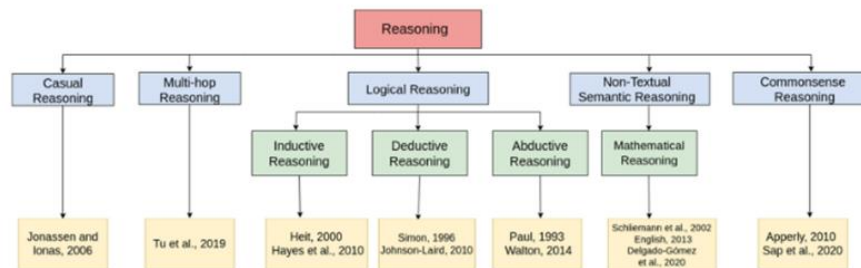 Reasoning
Casual
Reasoning
Multi-hop
Reasoning
Logical Reasoning
Non-Textual
Semantic Reasoning
Commonsense
Reasoning
Inductive
Reasoning
Deductive
Reasoning
Abductive
Reasoning
Mathematical
Reasoning
Jonassen and
Ionas, 2006
Tu et al., 2019
Heit, 2000
Hayes et al., 2010
Simon, 1996
Johnson-Laird, 2010
Paul, 1993
Walton, 2014
Schliemann et al., 2002
English, 2013
Delgado-Gómez
et al., 2020
Apperly, 2010
Sap et al., 2020